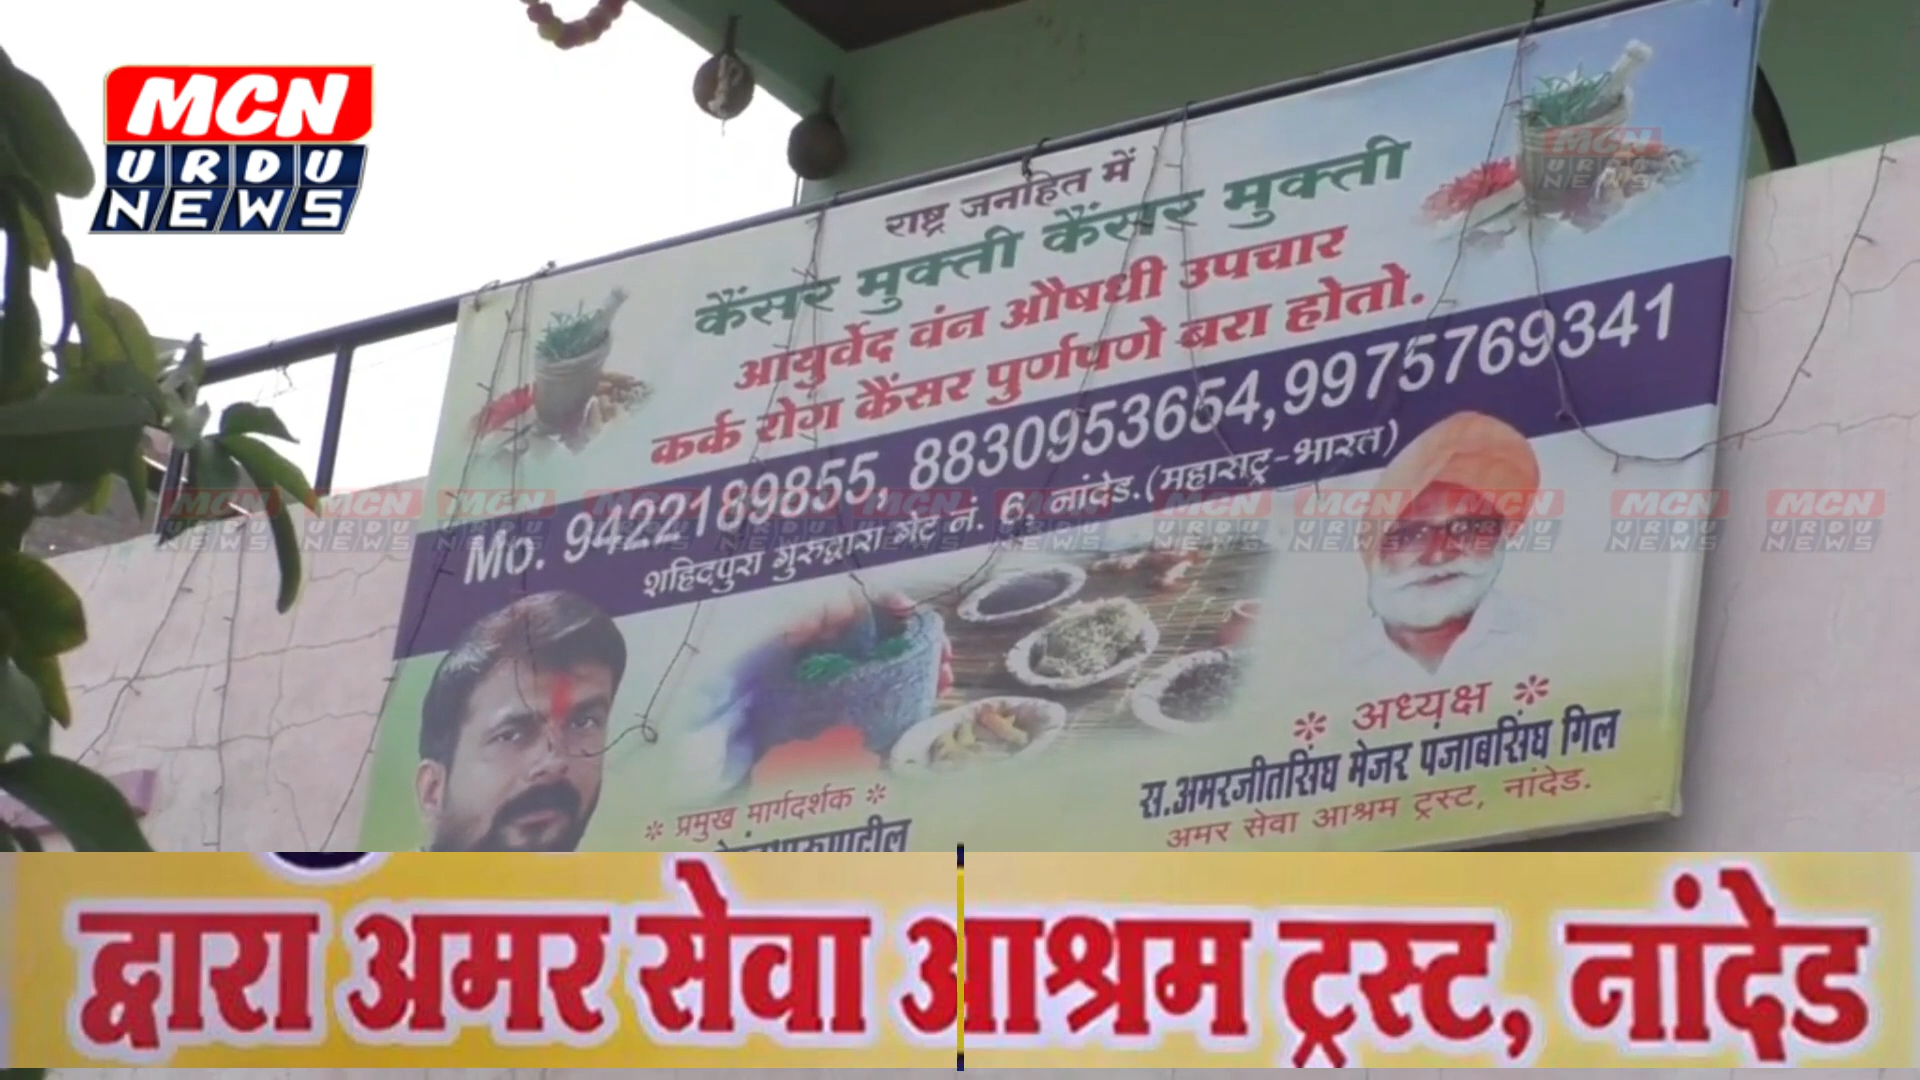 MCN
URDU
NEWS
राष्ट्र जनहित में
कैंसर मुक्ती कैंसर मुक्ती
आयुर्वेद वंन औषधी उपचार
कर्क रोग कैंसर पुर्णपणे बरा होतो.
Mo. 9422189855, 8830953654,9975769341
शहिदपुरा गुरुद्वारा गेट नं. 6, नांदेड.(महासट्र-भारत)
* प्रमुख मार्गदर्शक *
* अध्यक्ष *
स.अमरजीतसिंघ मेजर पंजाबसिंघ गिल
अमर सेवा आश्रम ट्रस्ट, नांदेड.
द्वारा अमर सेवा आश्रम ट्रस्ट, नांदेड